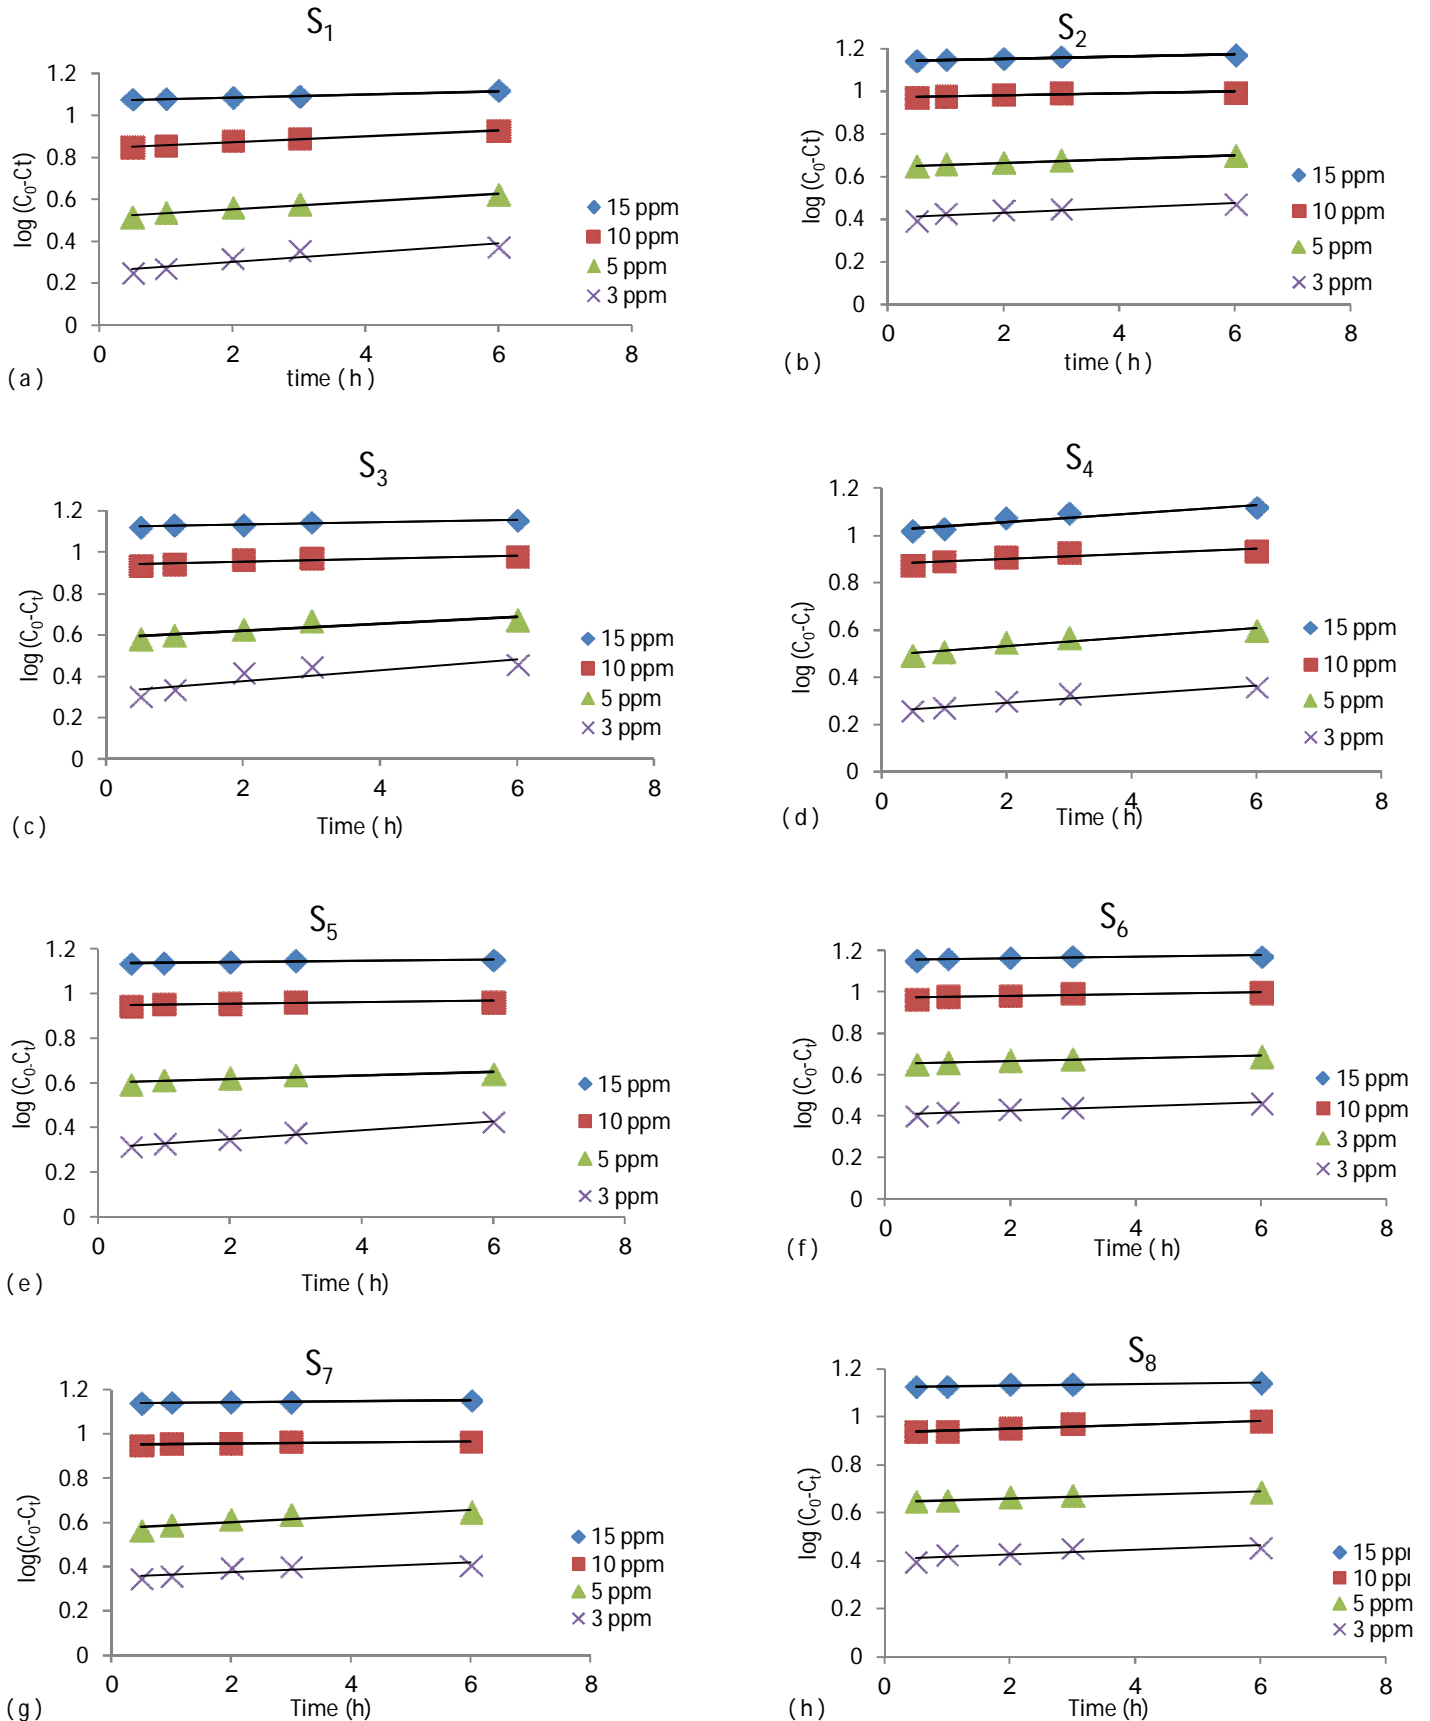 S1
1.2
1
0.8
0.6
0.4
0.2
0
log (C0-Ct)
0 2 4 6 8
time ( h )
15 ppm
10 ppm
5 ppm
3 ppm
( a )
S2
1.2
1
0.8
0.6
0.4
0.2
0
log (C0-Ct)
0 2 4 6 8
time ( h )
15 ppm
10 ppm
5 ppm
3 ppm
( b )
S3
1.2
1
0.8
0.6
0.4
0.2
0
log (C0-Ct)
0 2 4 6 8
Time ( h)
15 ppm
10 ppm
5 ppm
3 ppm
( c )
S4
1.2
1
0.8
0.6
0.4
0.2
0
log (C0-Ct)
0 2 4 6 8
Time ( h)
15 ppm
10 ppm
5 ppm
3 ppm
( d )
S5
1.2
1
0.8
0.6
0.4
0.2
0
log (C0-Ct)
0 2 4 6 8
Time ( h)
15 ppm
10 ppm
5 ppm
3 ppm
( e )
S6
1.2
1
0.8
0.6
0.4
0.2
0
log (C0-Ct)
0 2 4 6 8
Time ( h)
15 ppm
10 ppm
3 ppm
3 ppm
( f )
S7
1.2
1
0.8
0.6
0.4
0.2
0
log(C0-Ct)
0 2 4 6 8
Time (h)
15 ppm
10 ppm
5 ppm
3 ppm
( g )
S8
1.2
1
0.8
0.6
0.4
0.2
0
log (C0-Ct)
0 2 4 6 8
Time (h)
15 pp
10 pp
5 ppm
3 ppm
( h )